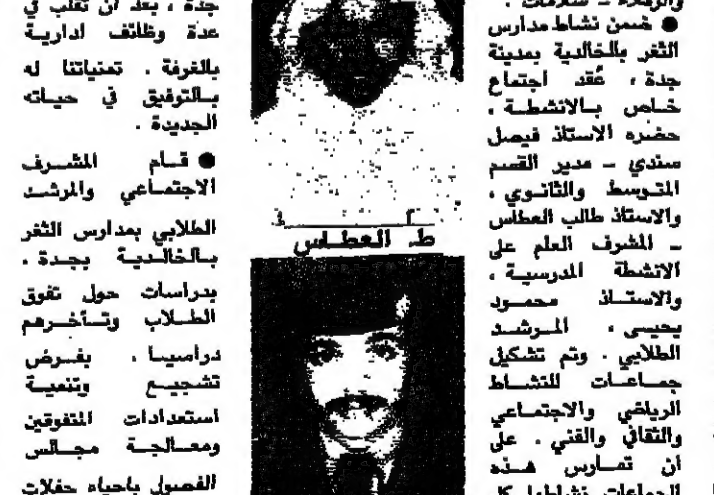 والزملاء - سلامات .
● ضمن نشاط مدارس
الثغر بالخالدية بمدينة
جدة ، عُقد اجتماع
خاص بالانشطة .
حضره الاستاذ فيصل
سندي - مدير القسم
المتوسط والثانوي ،
والاستاذ طالب العطاس
- المشرف العام على
الانشطة المدرسية ،
والاستاذ محمود
يحيى ، المرشد
الطلابي . وتم تشكيل
جماعات للنشاط
الرياضي والاجتماعي
والثقافي والفني . على
أن تمارس هذه
الجماعات نشاطها كل
ط. العطاس
جدة ، بعد أن تقلب في
عدة وظائف ادارية
بالغرفة . تمنياتنا له
بالتوفيق في حياته
الجديدة .
● قام المشرف
الاجتماعي والمرشد
الطلابي بمدارس الثغر
بالخالدية بجدة .
بدراسات حول تفوق
الطلاب وتأخرهم
دراسيا . بغرض
تشجيع وتنمية
استعدادات المتفوقين
ومعالجة مجالس
الفصول باحياء حفلات